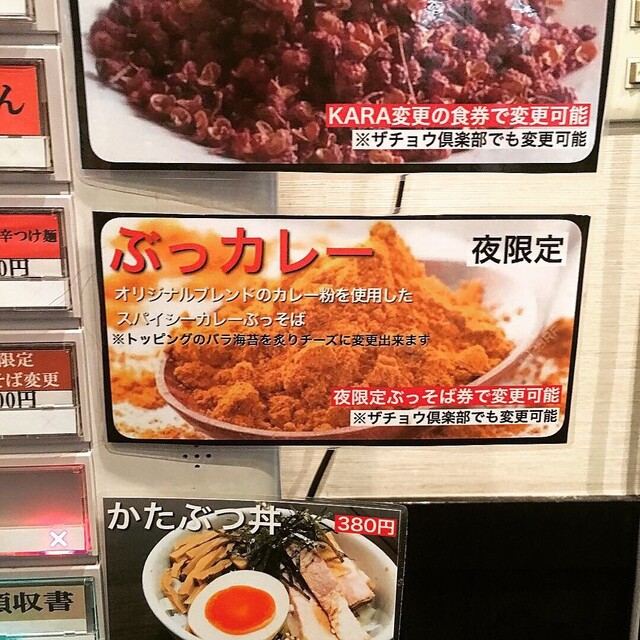 KARA変更の食券で変更可能
※ザチョウ倶楽部でも変更可能
ん
辛つけ麺
0円
限定
そば変更
00円
ぶっカレー
夜限定
オリジナルブレンドのカレー粉を使用した
スパイシーカレーぶっそば
※トッピングのバラ海苔を炙りチーズに変更出来ます
夜限定ぶっそば券で変更可能
※ザチョウ倶楽部でも変更可能
かたぶつ丼
380円
領収書